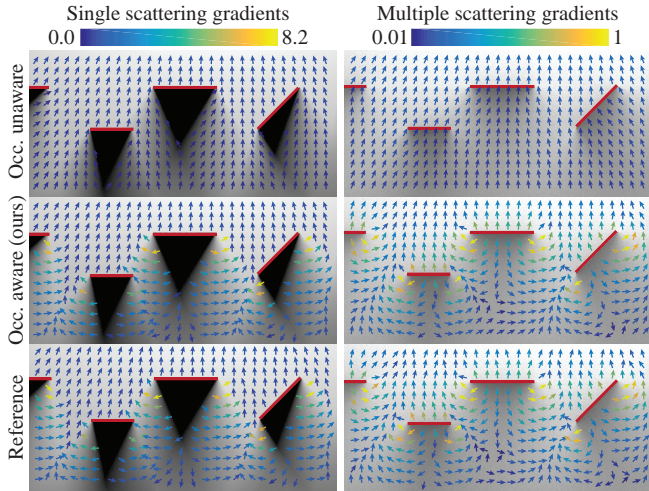 Single scattering gradients
Multiple scattering gradients
0.0
8.2
0.01
1
Occ. unaware
Occ. aware (ours)
Reference